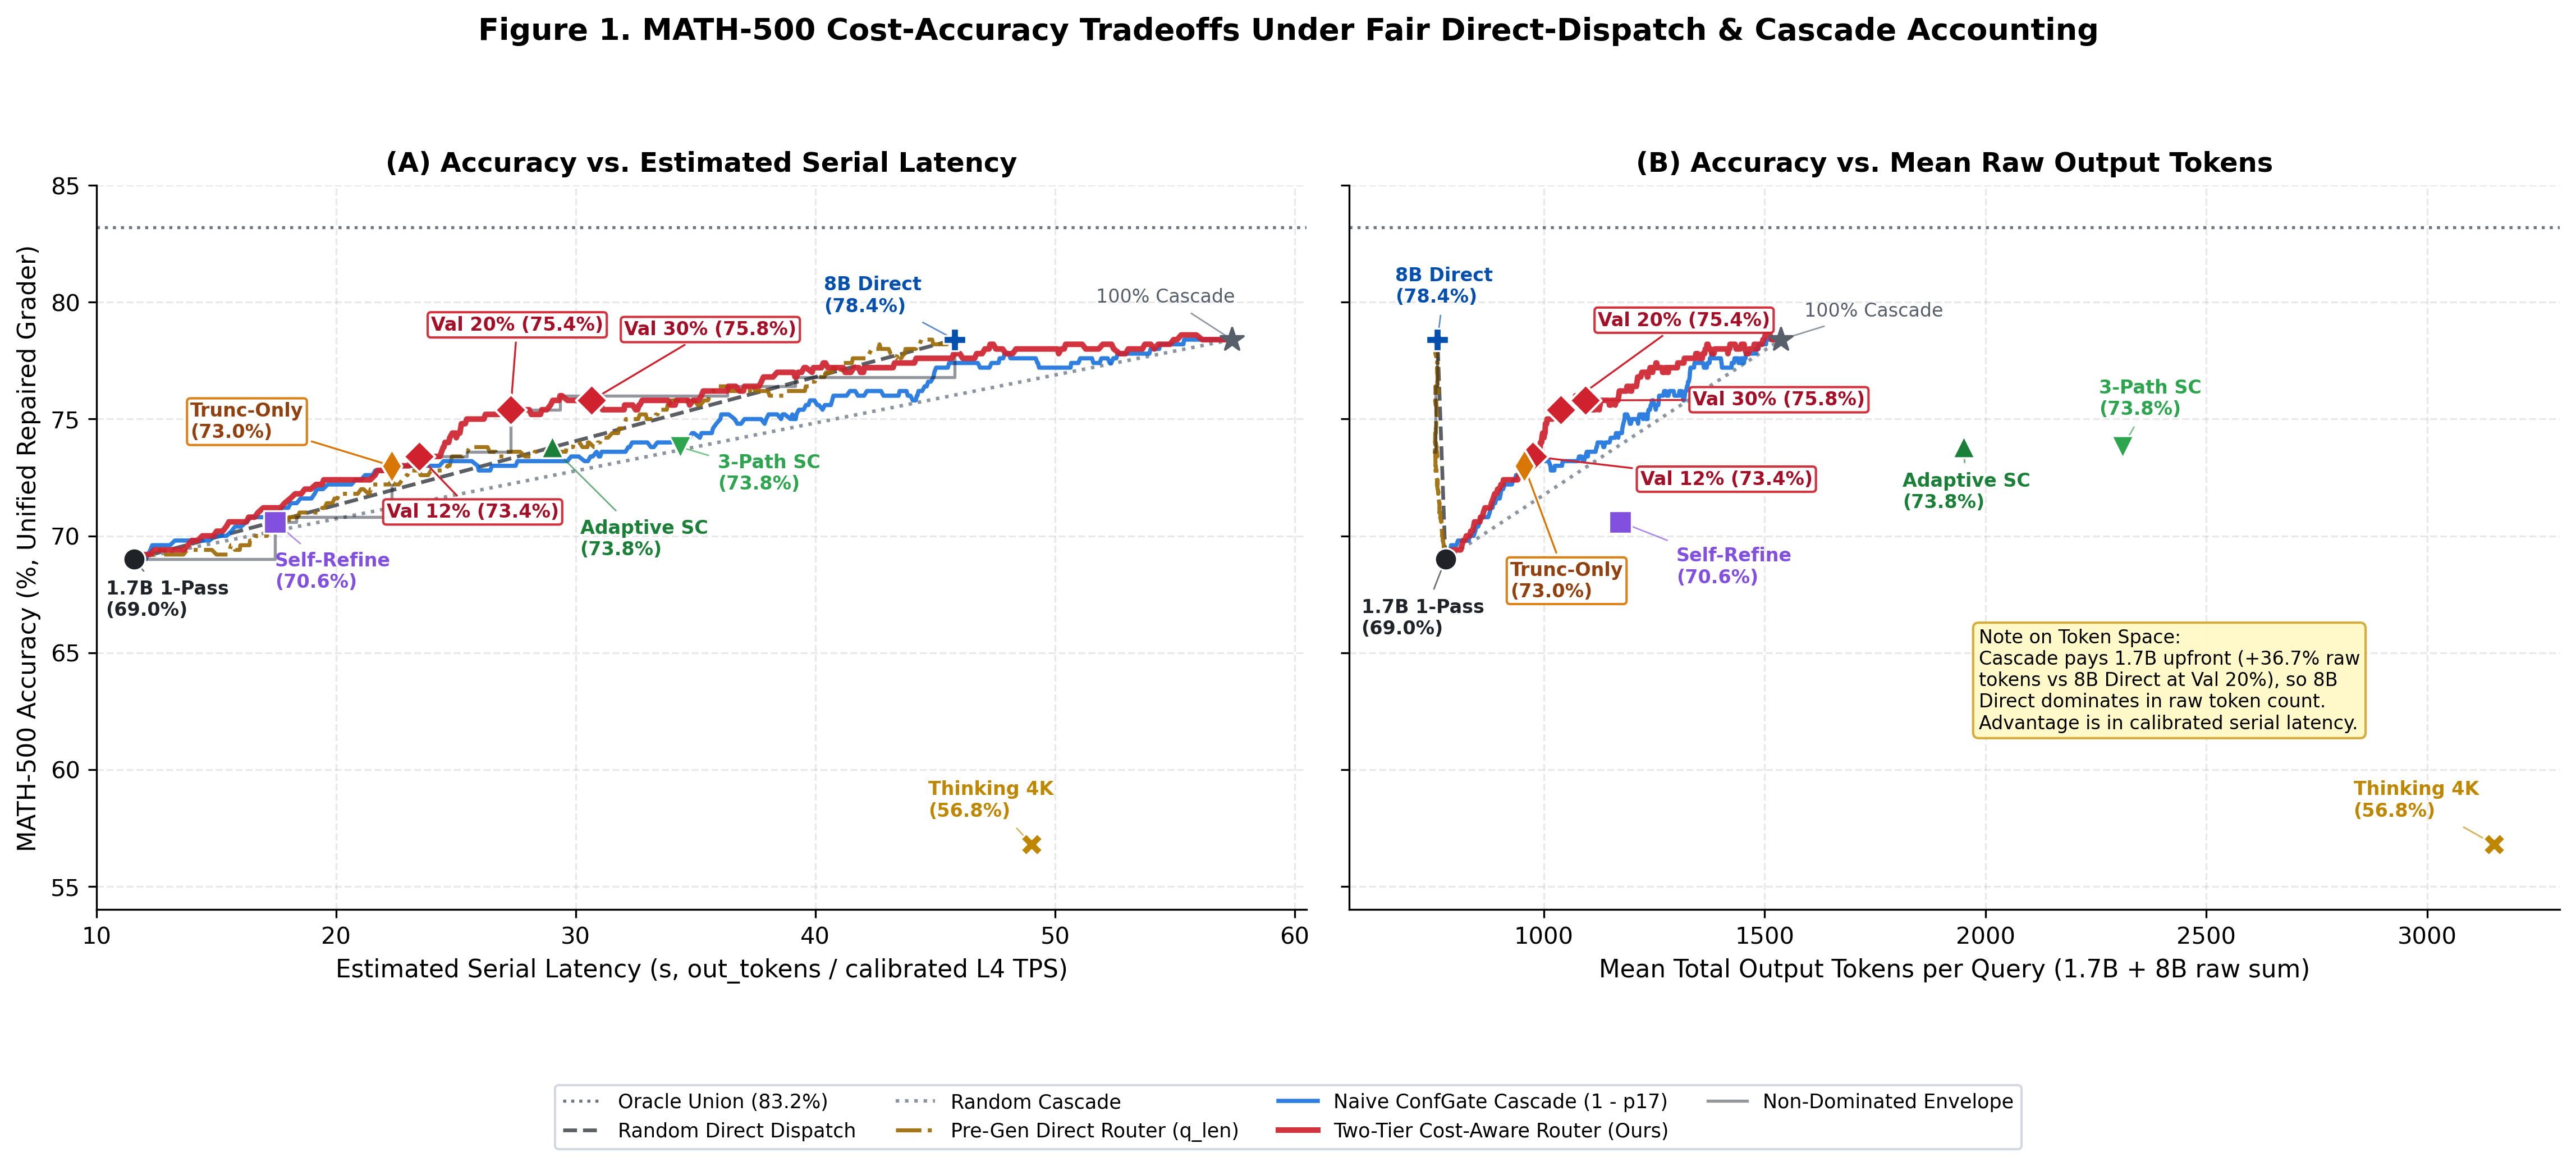 Figure 1. MATH-500 Cost-Accuracy Tradeoffs Under Fair Direct-Dispatch & Cascade Accounting
(A) Accuracy vs. Estimated Serial Latency
MATH-500 Accuracy (%, Unified Repaired Grader)
85
80
75
70
65
60
55
8B Direct
(78.4%)
100% Cascade
Val 20% (75.4%)
Val 30% (75.8%)
Trunc-Only
(73.0%)
Val 12% (73.4%)
3-Path SC
(73.8%)
Adaptive SC
(73.8%)
Self-Refine
(70.6%)
1.7B 1-Pass
(69.0%)
Thinking 4K
(56.8%)
10
20
30
40
50
60
Estimated Serial Latency (s, out_tokens / calibrated L4 TPS)
(B) Accuracy vs. Mean Raw Output Tokens
8B Direct
(78.4%)
Val 20% (75.4%)
100% Cascade
Val 30% (75.8%)
3-Path SC
(73.8%)
Val 12% (73.4%)
Adaptive SC
(73.8%)
Self-Refine
(70.6%)
Trunc-Only
(73.0%)
1.7B 1-Pass
(69.0%)
Note on Token Space:
Cascade pays 1.7B upfront (+36.7% raw
tokens vs 8B Direct at Val 20%), so 8B
Direct dominates in raw token count.
Advantage is in calibrated serial latency.
Thinking 4K
(56.8%)
1000
1500
2000
2500
3000
Mean Total Output Tokens per Query (1.7B + 8B raw sum)
Oracle Union (83.2%)
Random Direct Dispatch
Random Cascade
Pre-Gen Direct Router (q_len)
Naive ConfGate Cascade (1 - p17)
Two-Tier Cost-Aware Router (Ours)
Non-Dominated Envelope